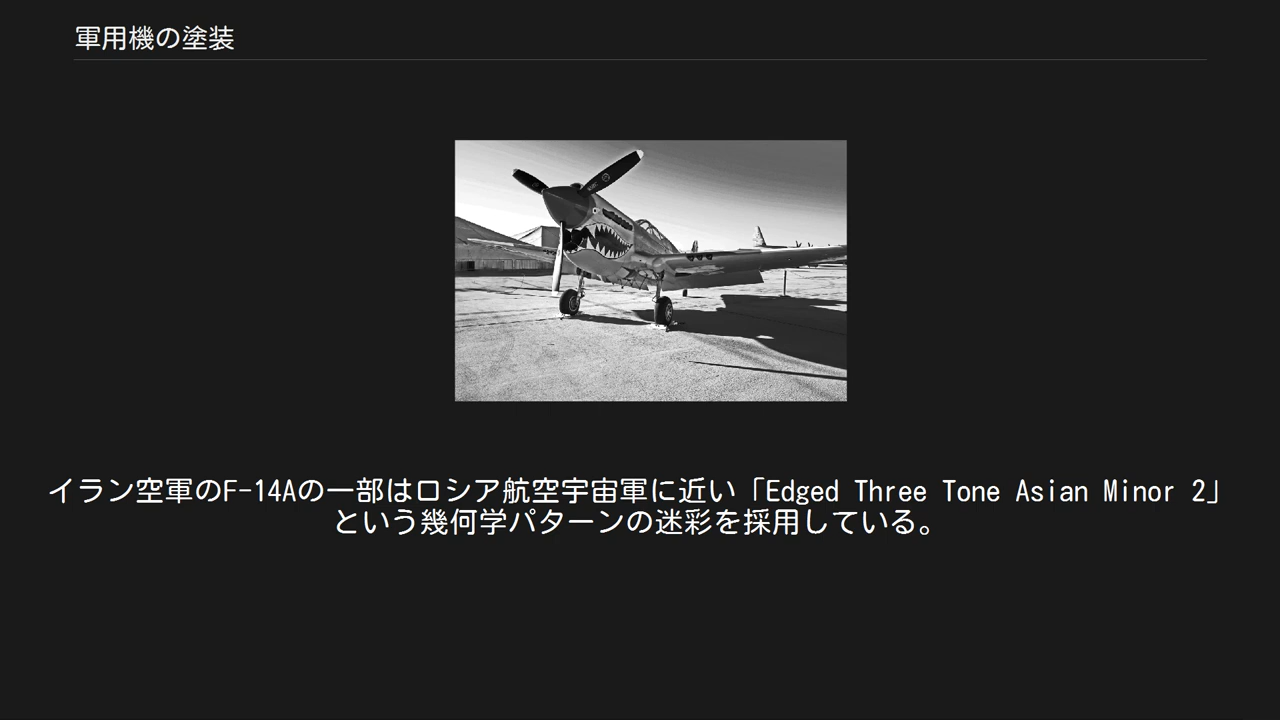 軍用機の塗装
イラン空軍のF-14Aの一部はロシア航空宇宙軍に近い「Edged Three Tone Asian Minor 2」
という幾何学パターンの迷彩を採用している。